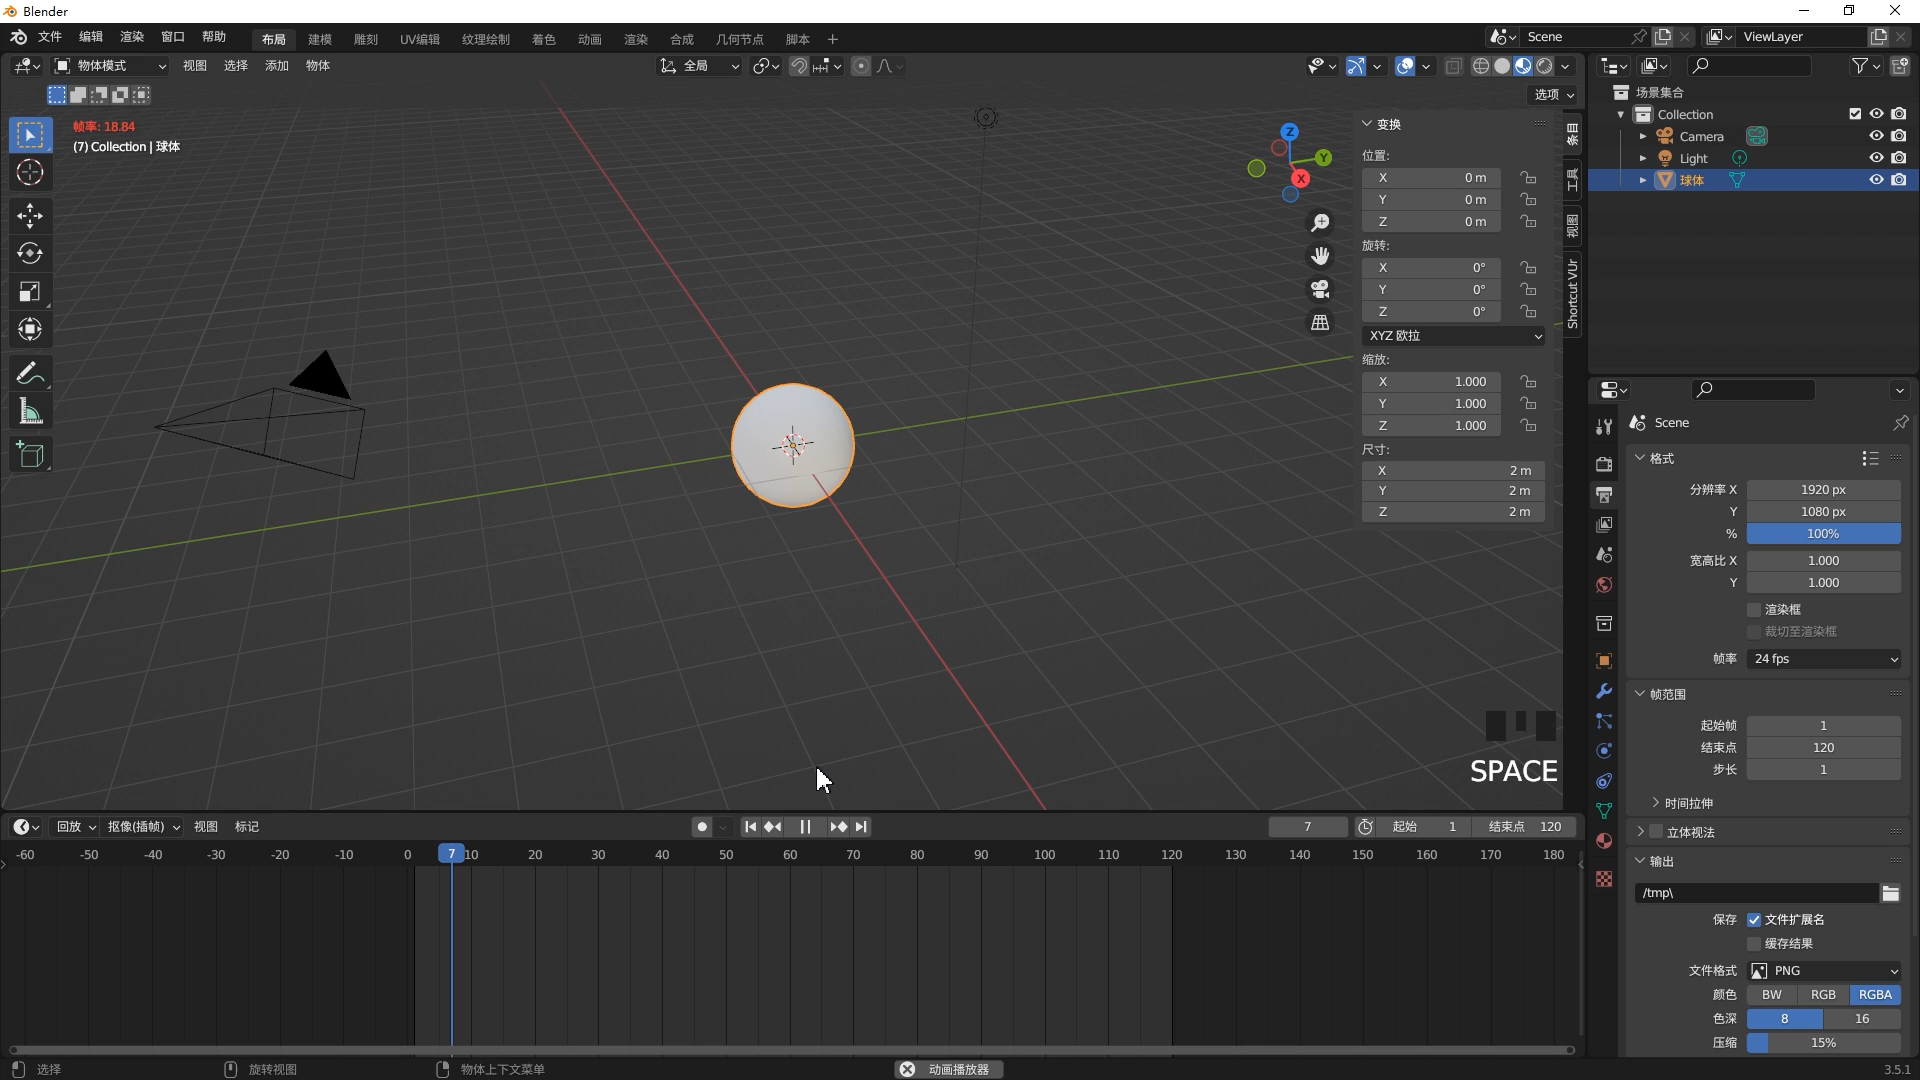 Blender
文件 编辑 渲染 窗口 帮助 布局 建模 雕刻 UV编辑 纹理绘制 着色 动画 渲染 合成 几何节点 脚本 + Scene ViewLayer
物体模式 视图 选择 添加 物体 全局
选项
帧率: 18.84
(7) Collection | 球体
Z
Y
X
变换
位置:
X 0 m
Y 0 m
Z 0 m
旋转:
X 0°
Y 0°
Z 0°
XYZ 欧拉
缩放:
X 1.000
Y 1.000
Z 1.000
尺寸:
X 2 m
Y 2 m
Z 2 m
条目
工具
视图
Shortcut VUr
SPACE
场景集合
Collection
Camera
Light
球体
Scene
格式
分辨率 X 1920 px
Y 1080 px
% 100%
宽高比 X 1.000
Y 1.000
渲染框
裁切至渲染框
帧率 24 fps
帧范围
起始帧 1
结束点 120
步长 1
时间拉伸
立体视法
输出
/tmp\
保存 文件扩展名
缓存结果
文件格式 PNG
颜色 BW RGB RGBA
色深 8 16
压缩 15%
回放 抠像(插帧) 视图 标记 7 起始 1 结束点 120
-60 -50 -40 -30 -20 -10 0 7 10 20 30 40 50 60 70 80 90 100 110 120 130 140 150 160 170 180
选择 旋转视图 物体上下文菜单 动画播放器 3.5.1